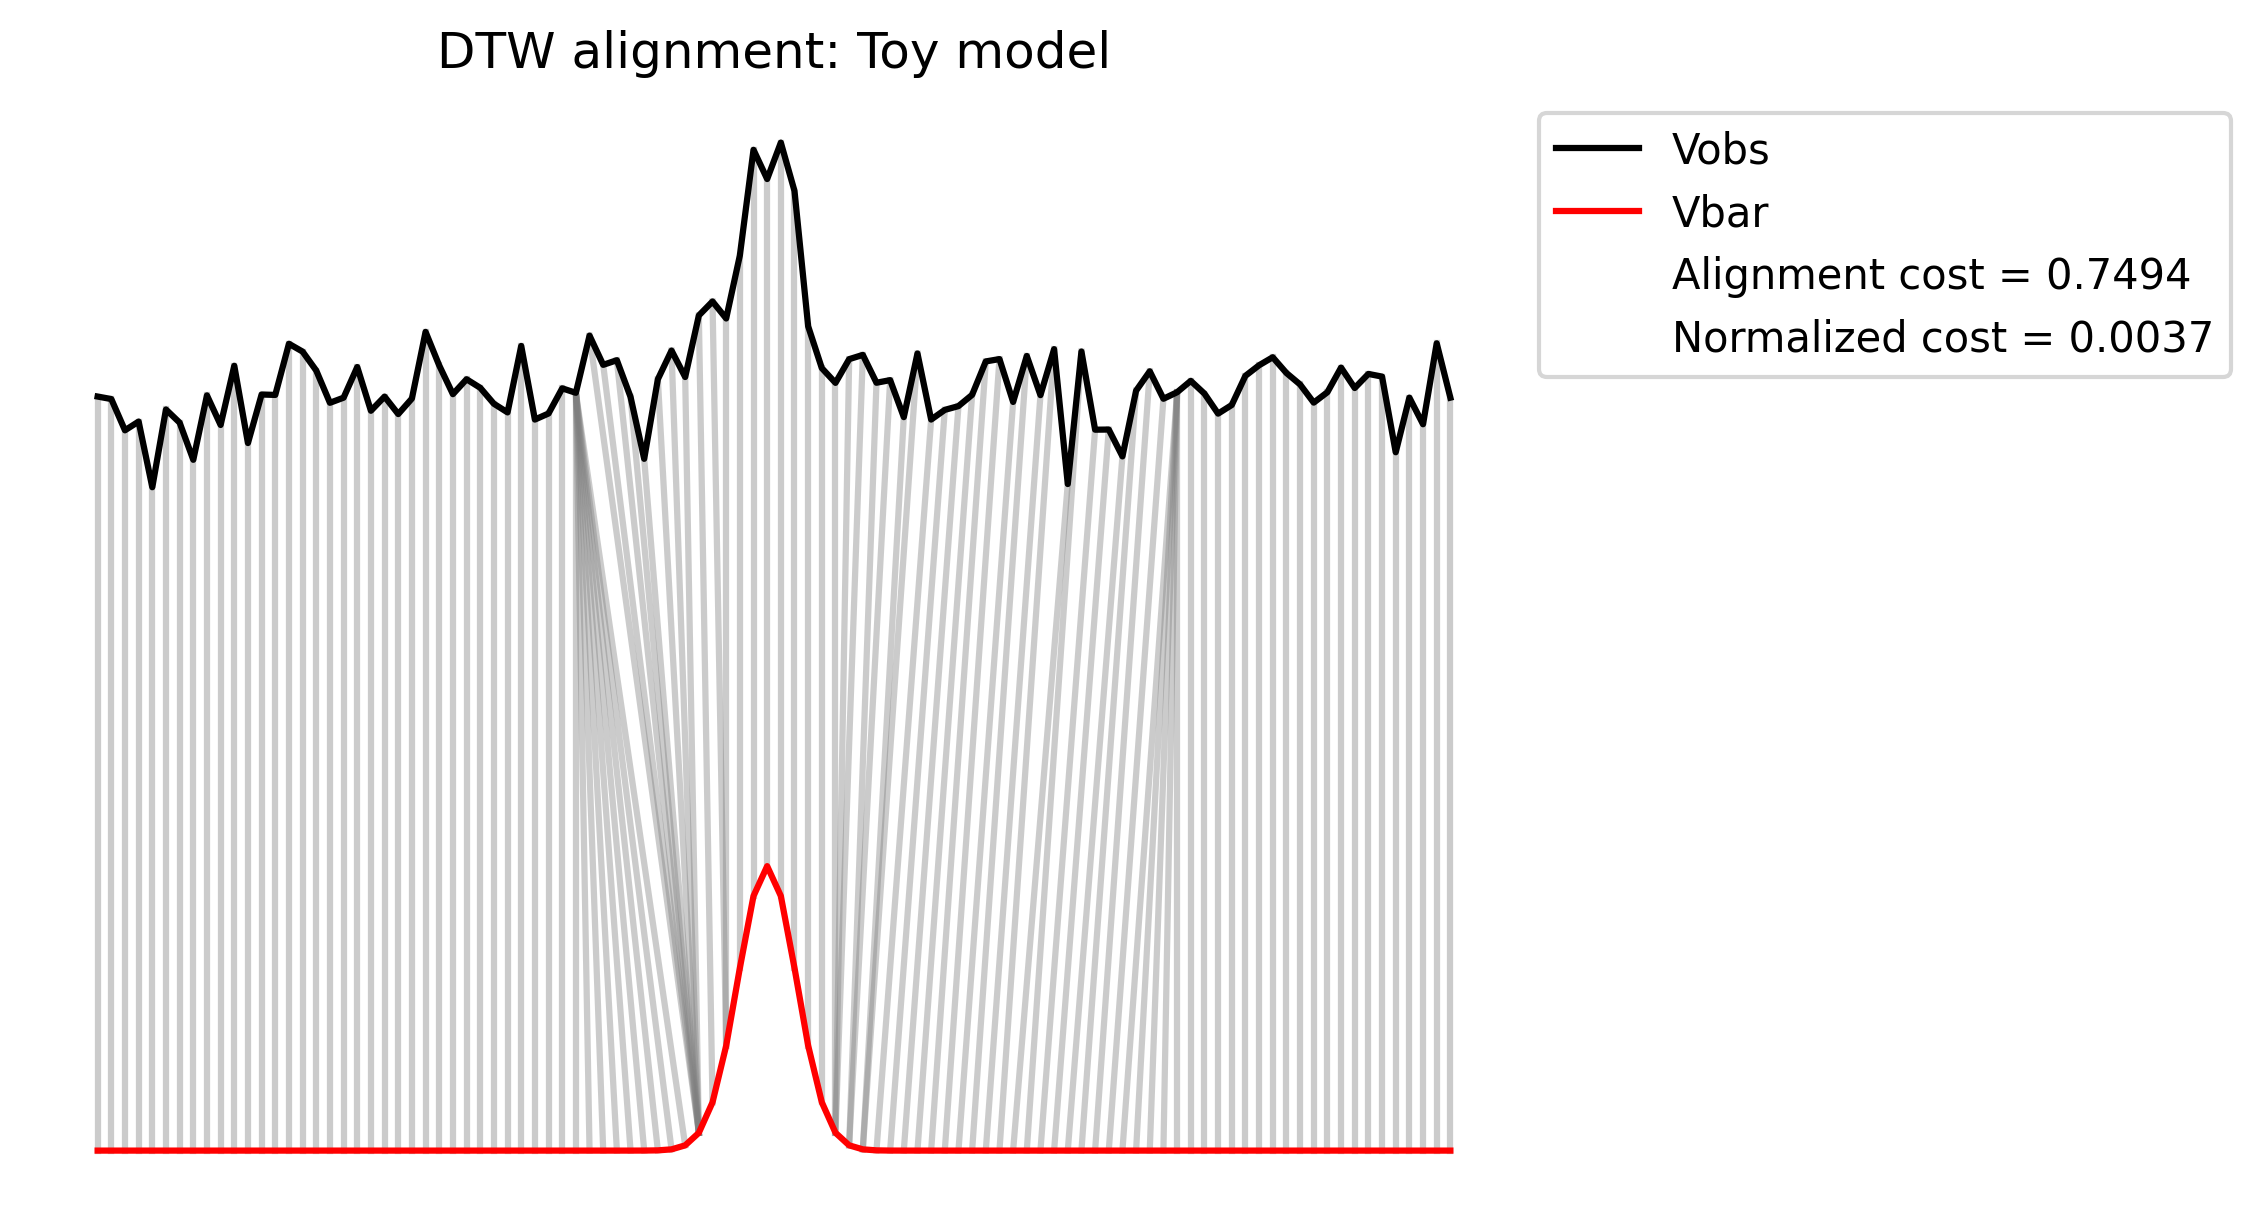 DTW alignment: Toy model
Vobs
Vbar
Alignment cost = 0.7494
Normalized cost = 0.0037